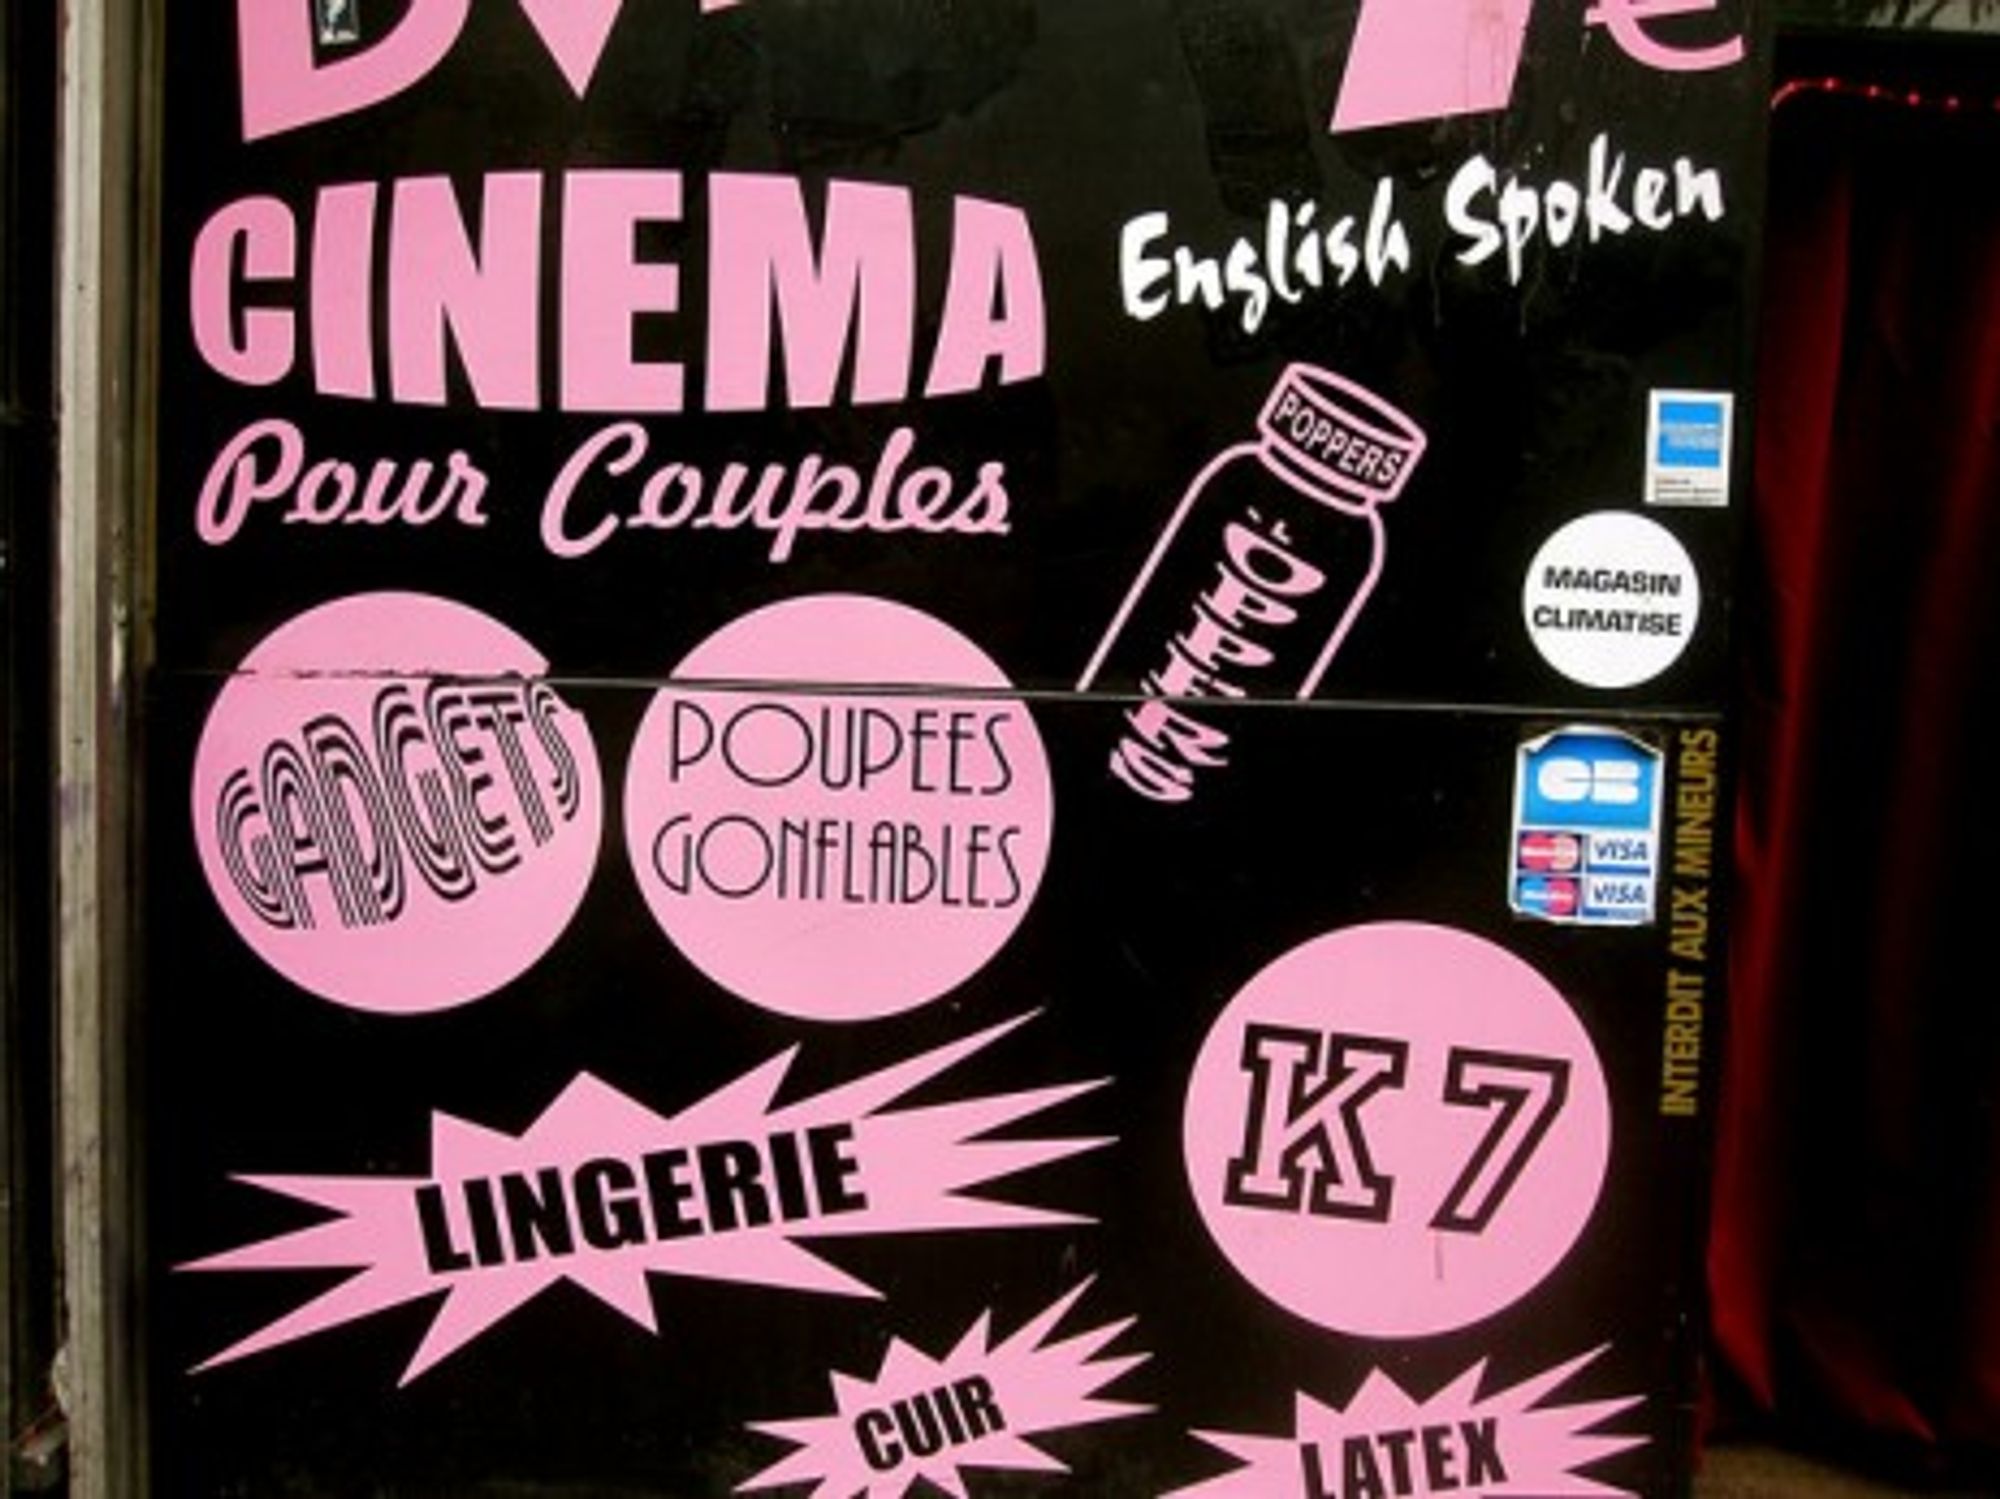 CINEMA
English Spoken
Pour Couples
POPPERS
POPPERS
MAGASIN
CLIMATISE
GADGETS
POUPEES
GONFLABLES
CB
VISA
VISA
INTERDIT AUX MINEURS
K7
LINGERIE
CUIR
LATEX